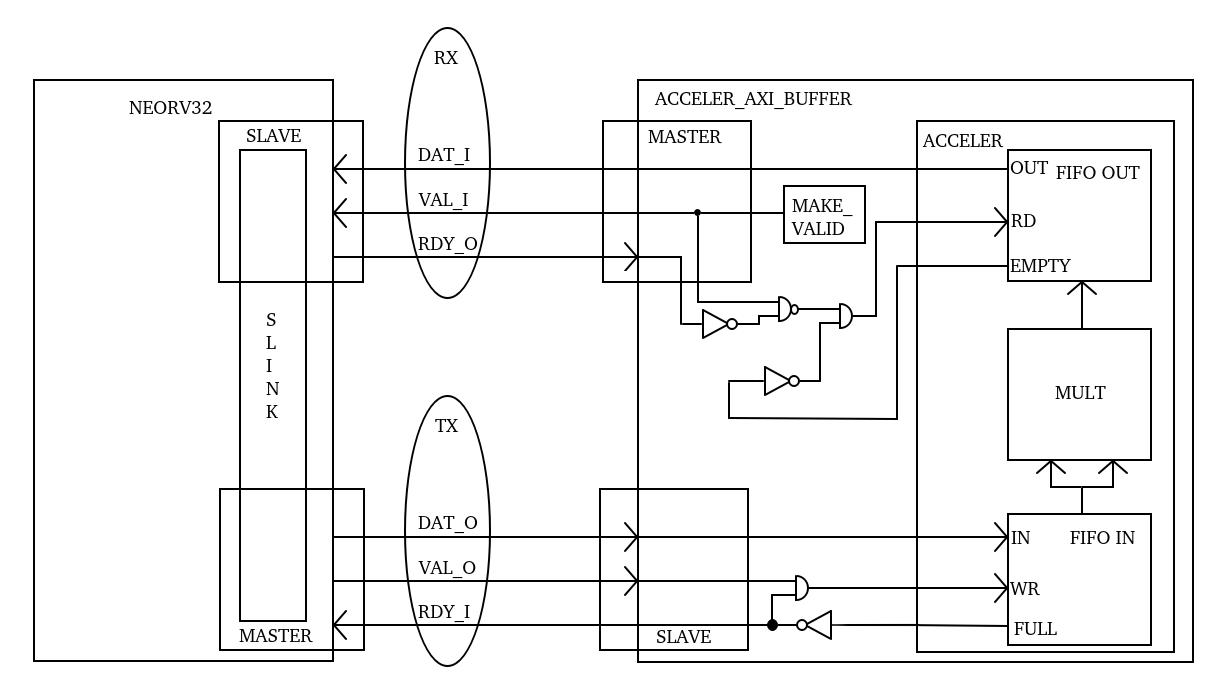 RX
NEORV32
ACCELER_AXI_BUFFER
SLAVE
MASTER
ACCELER
DAT_I
OUT
FIFO OUT
VAL_I
MAKE_
VALID
RD
RDY_O
EMPTY
S
L
I
N
K
MULT
TX
DAT_O
IN
FIFO IN
VAL_O
WR
RDY_I
FULL
MASTER
SLAVE